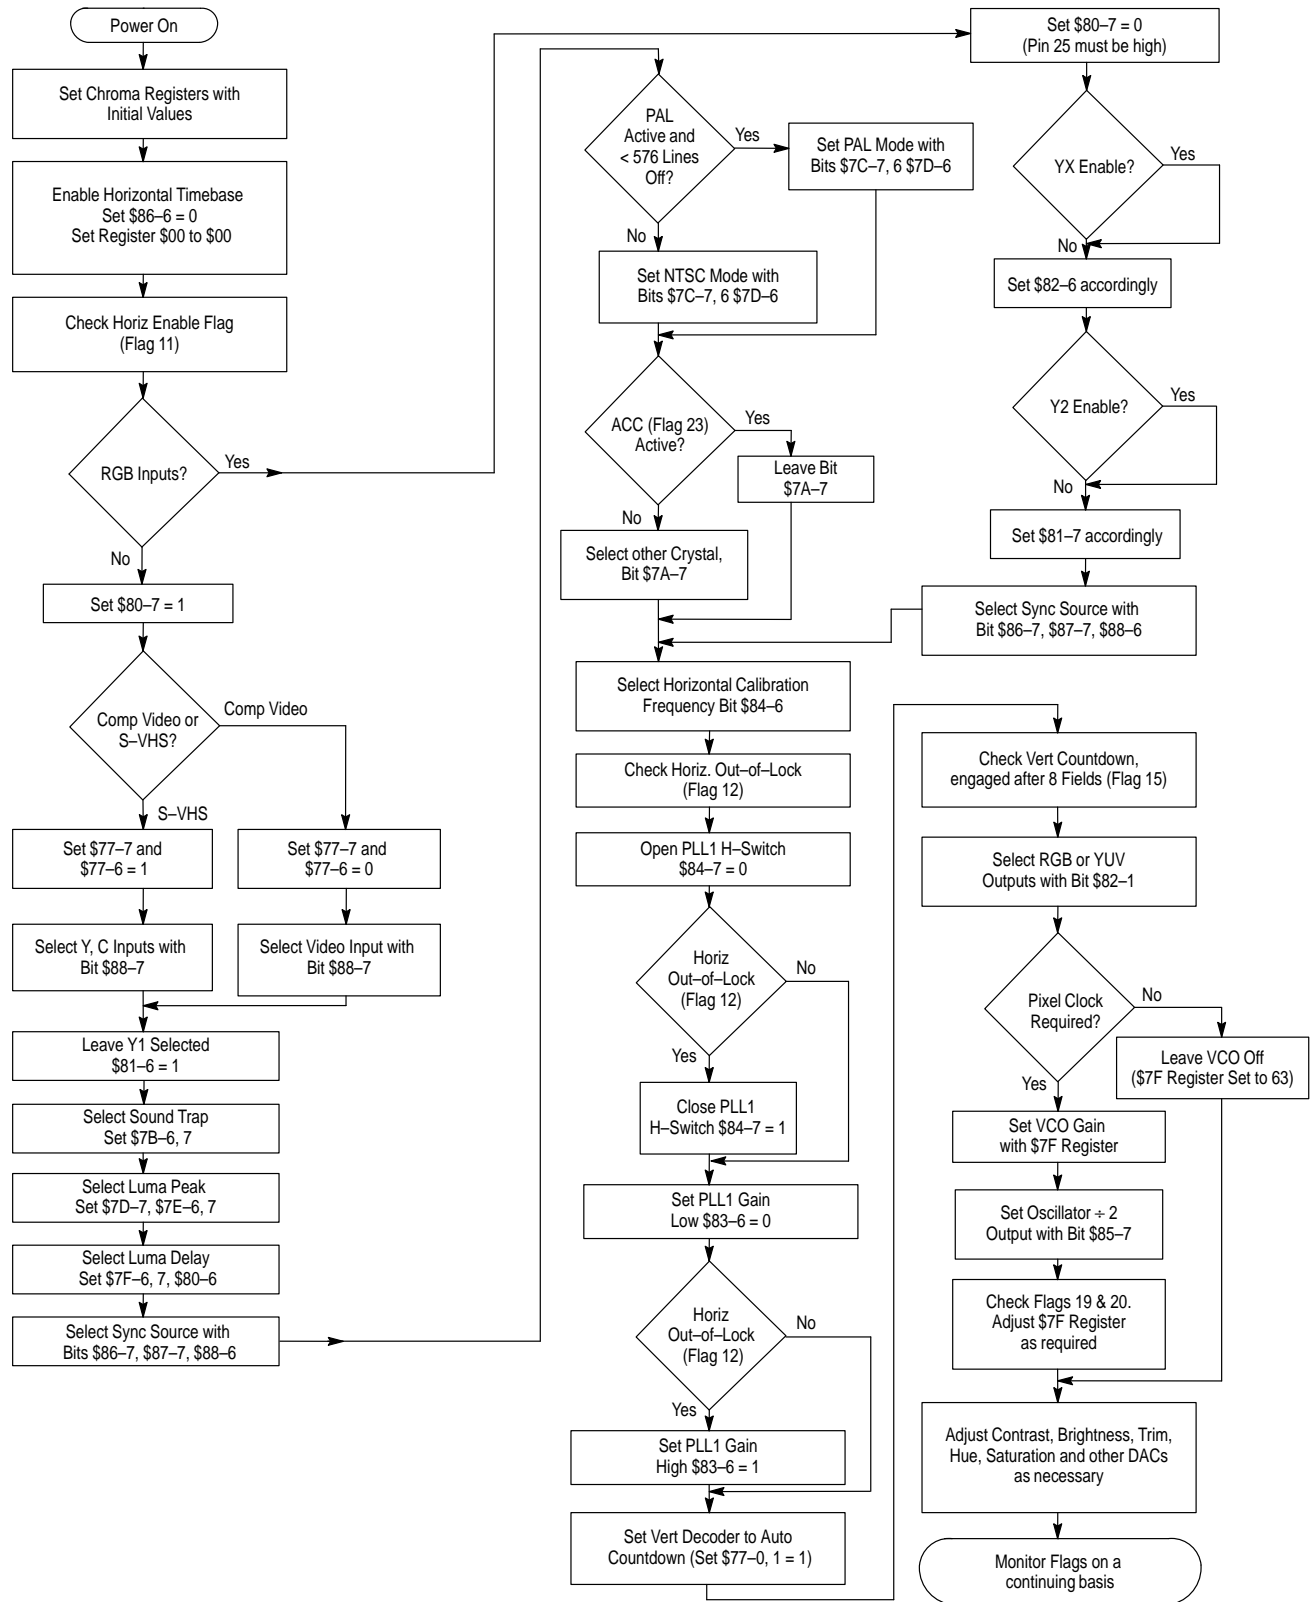 Power On
Set Chroma Registers with
Initial Values
Enable Horizontal Timebase
Set $86–6 = 0
Set Register $00 to $00
Check Horiz Enable Flag
(Flag 11)
RGB Inputs?
Yes
No
Set $80–7 = 1
Comp Video or
S–VHS?
Comp Video
S–VHS
Set $77–7 and
$77–6 = 1
Set $77–7 and
$77–6 = 0
Select Y, C Inputs with
Bit $88–7
Select Video Input with
Bit $88–7
Leave Y1 Selected
$81–6 = 1
Select Sound Trap
Set $7B–6, 7
Select Luma Peak
Set $7D–7, $7E–6, 7
Select Luma Delay
Set $7F–6, 7, $80–6
Select Sync Source with
Bits $86–7, $87–7, $88–6
PAL
Active and
< 576 Lines
Off?
Yes
Set PAL Mode with
Bits $7C–7, 6 $7D–6
No
Set NTSC Mode with
Bits $7C–7, 6 $7D–6
ACC (Flag 23)
Active?
Yes
Leave Bit
$7A–7
No
Select other Crystal,
Bit $7A–7
Select Horizontal Calibration
Frequency Bit $84–6
Check Horiz. Out–of–Lock
(Flag 12)
Open PLL1 H–Switch
$84–7 = 0
Horiz
Out–of–Lock
(Flag 12)
No
Yes
Close PLL1
H–Switch $84–7 = 1
Set PLL1 Gain
Low $83–6 = 0
Horiz
Out–of–Lock
(Flag 12)
No
Yes
Set PLL1 Gain
High $83–6 = 1
Set Vert Decoder to Auto
Countdown (Set $77–0, 1 = 1)
Set $80–7 = 0
(Pin 25 must be high)
YX Enable?
Yes
No
Set $82–6 accordingly
Y2 Enable?
Yes
No
Set $81–7 accordingly
Select Sync Source with
Bit $86–7, $87–7, $88–6
Check Vert Countdown,
engaged after 8 Fields (Flag 15)
Select RGB or YUV
Outputs with Bit $82–1
Pixel Clock
Required?
No
Leave VCO Off
($7F Register Set to 63)
Yes
Set VCO Gain
with $7F Register
Set Oscillator ÷ 2
Output with Bit $85–7
Check Flags 19 & 20.
Adjust $7F Register
as required
Adjust Contrast, Brightness, Trim,
Hue, Saturation and other DACs
as necessary
Monitor Flags on a
continuing basis